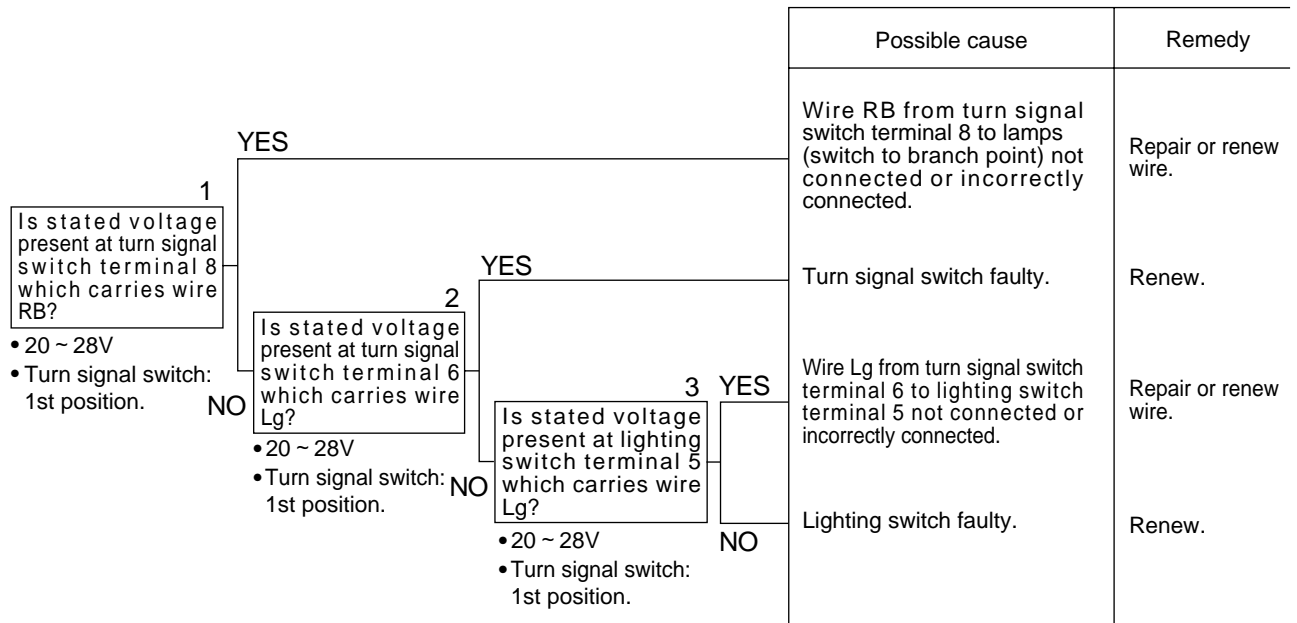 Possible cause
Remedy
YES
Wire RB from turn signal
switch terminal 8 to lamps
(switch to branch point) not
connected or incorrectly
connected.
Repair or renew
wire.
1
Is stated voltage
present at turn signal
switch terminal 8
which carries wire
RB?
• 20 ~ 28V
• Turn signal switch:
1st position.
NO
YES
Turn signal switch faulty.
Renew.
2
Is stated voltage
present at turn signal
switch terminal 6
which carries wire
Lg?
• 20 ~ 28V
• Turn signal switch:
1st position.
NO
3
YES
Wire Lg from turn signal switch
terminal 6 to lighting switch
terminal 5 not connected or
incorrectly connected.
Repair or renew
wire.
Is stated voltage
present at lighting
switch terminal 5
which carries wire
Lg?
• 20 ~ 28V
• Turn signal switch:
1st position.
NO
Lighting switch faulty.
Renew.